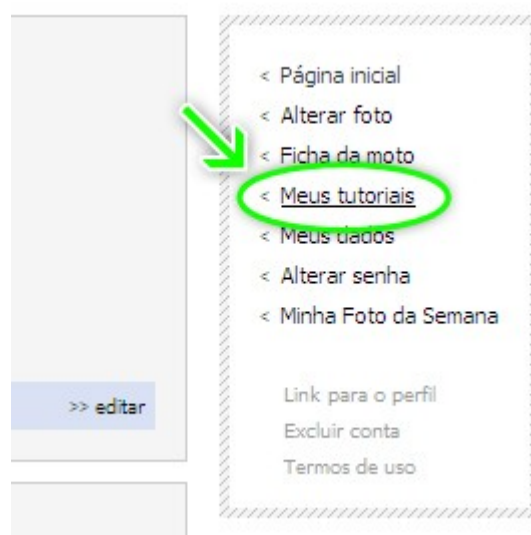 < Página inicial
< Alterar foto
< Ficha da moto
< Meus tutoriais
< Meus dados
< Alterar senha
< Minha Foto da Semana
>> editar
Link para o perfil
Excluir conta
Termos de uso